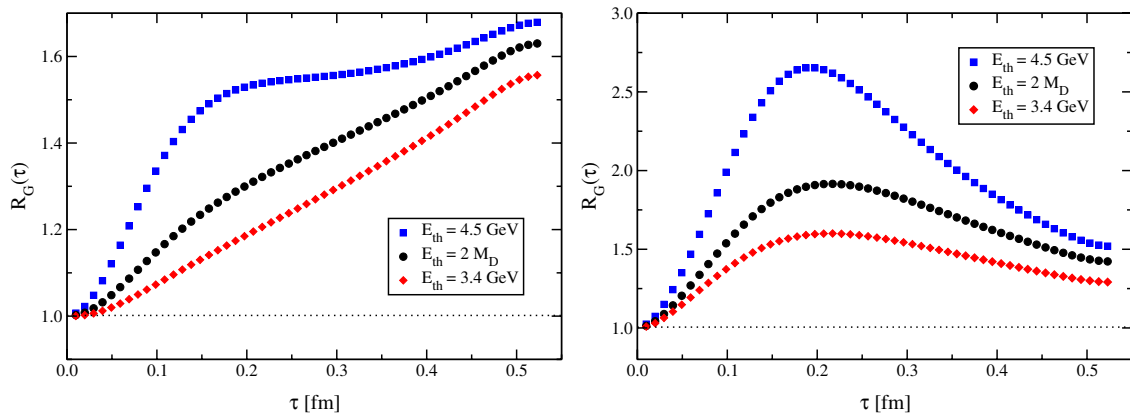 R_G(τ)
1.6
1.4
1.2
1.0
E_th = 4.5 GeV
E_th = 2 M_D
E_th = 3.4 GeV
0.0 0.1 0.2 0.3 0.4 0.5
τ [fm]
R_G(τ)
3.0
2.5
2.0
1.5
1.0
E_th = 4.5 GeV
E_th = 2 M_D
E_th = 3.4 GeV
0.0 0.1 0.2 0.3 0.4 0.5
τ [fm]